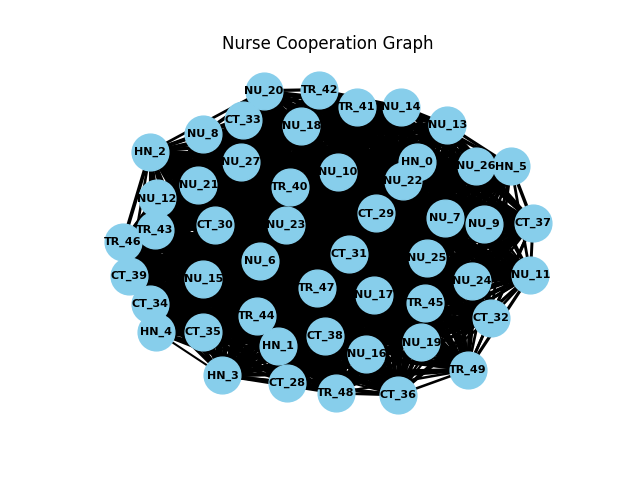 Nurse Cooperation Graph
NU_20
TR_42
TR_41
NU_14
CT_33
NU_18
NU_13
NU_8
HN_2
NU_27
HN_0
NU_26
HN_5
NU_10
NU_22
NU_21
TR_40
NU_12
CT_29
NU_7
NU_9
CT_37
CT_30
NU_23
TR_43
TR_46
CT_31
NU_25
NU_6
CT_39
NU_15
NU_24
NU_11
TR_47
NU_17
TR_45
CT_34
TR_44
CT_32
HN_4
CT_35
CT_38
NU_19
HN_1
NU_16
TR_49
HN_3
CT_28
TR_48
CT_36